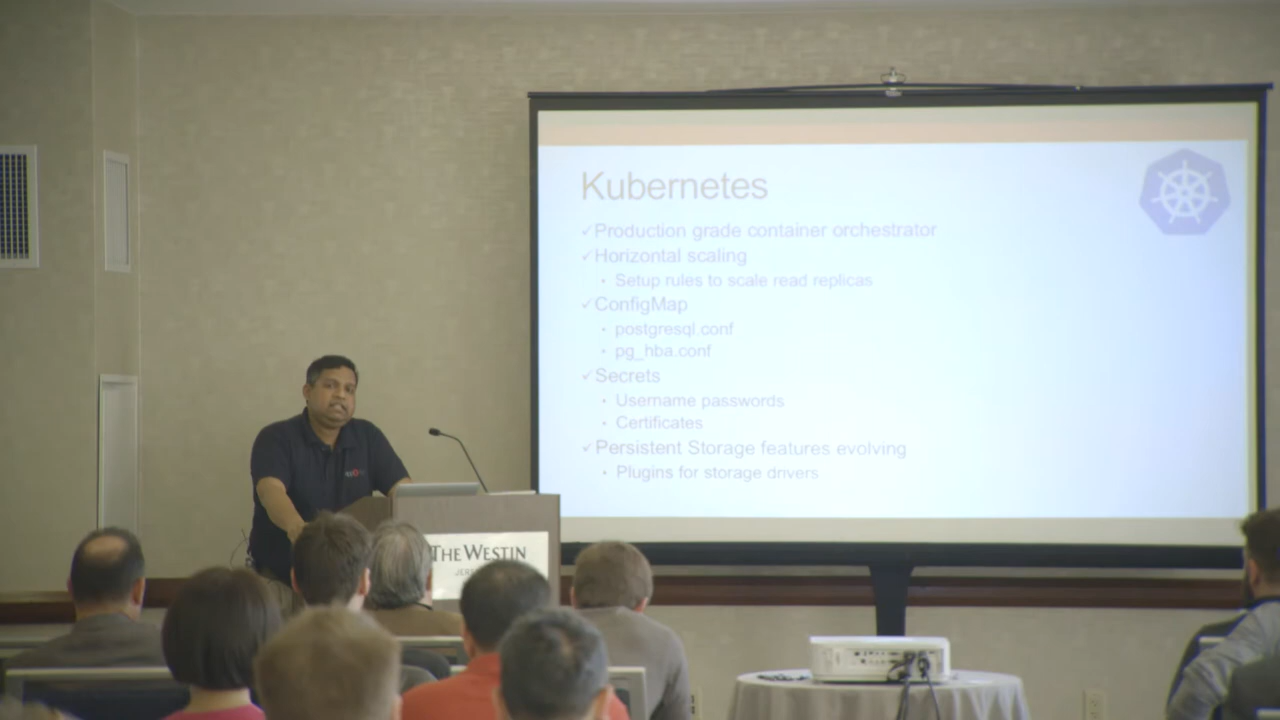 Kubernetes
✓Production grade container orchestrator
✓Horizontal scaling
• Setup rules to scale read replicas
✓ConfigMap
• postgresql.conf
• pg_hba.conf
✓Secrets
• Username passwords
• Certificates
✓Persistent Storage features evolving
• Plugins for storage drivers
THE WESTIN